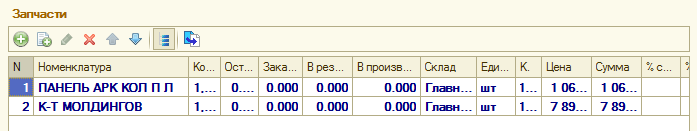 Запчасти
N Номенклатура Ко... Ост... Зака... В рез... В произв... Склад Еди... К. Цена Сумма % с... %
1 ПАНЕЛЬ АРК КОЛ П Л 1,... 0.... 0.000 0.000 0.000 Главн... шт 1... 1 06... 1 06...
2 К-Т МОЛДИНГОВ 1,... 0.... 0.000 0.000 0.000 Главн... шт 1... 7 89... 7 89...